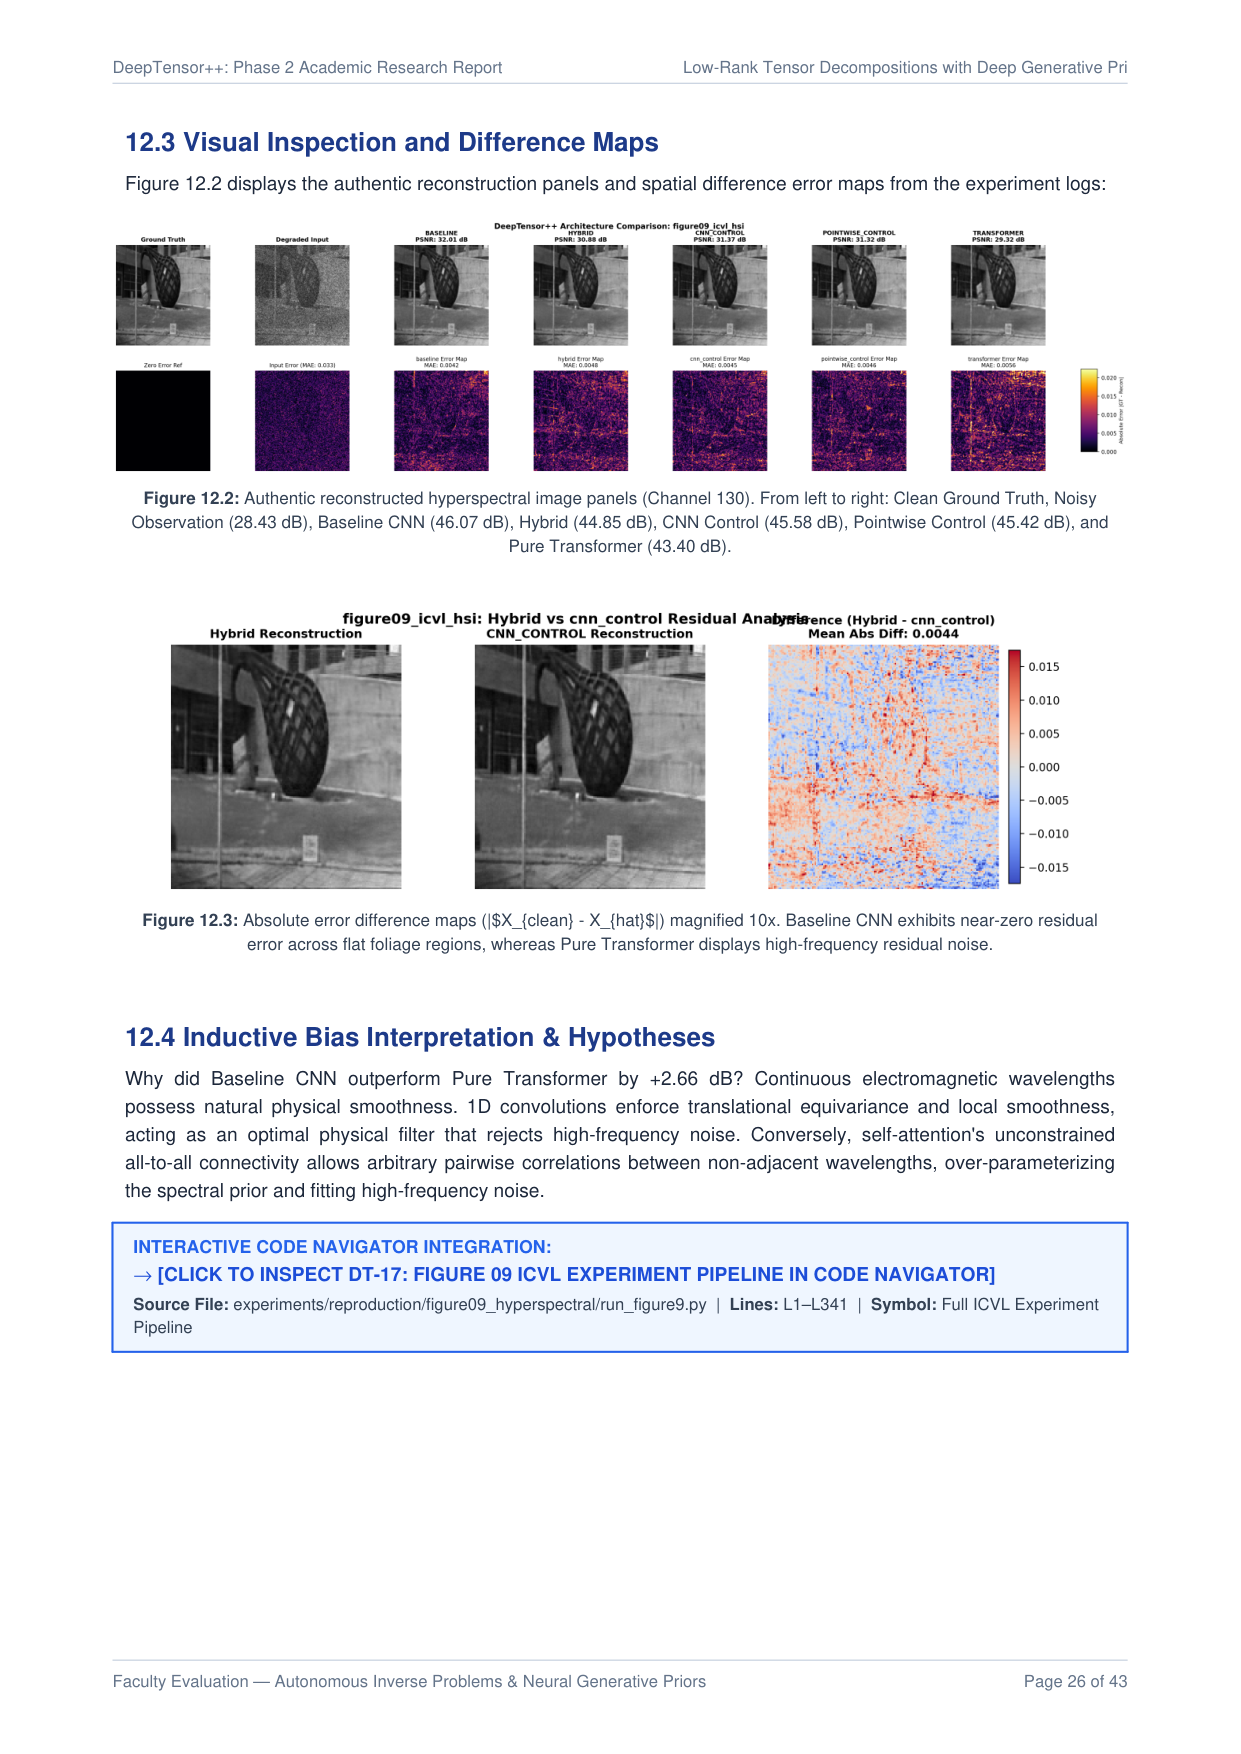 DeepTensor++: Phase 2 Academic Research Report
Low-Rank Tensor Decompositions with Deep Generative Pri
12.3 Visual Inspection and Difference Maps
Figure 12.2 displays the authentic reconstruction panels and spatial difference error maps from the experiment logs:
DeepTensor++ Architecture Comparison: figure09_icvl_hsi
Ground Truth
Degraded Input
BASELINE
PSNR: 32.01 dB
HYBRID
PSNR: 30.88 dB
CNN_CONTROL
PSNR: 31.37 dB
POINTWISE_CONTROL
PSNR: 31.32 dB
TRANSFORMER
PSNR: 29.32 dB
Zero Error Ref
Input Error (MAE: 0.033)
baseline Error Map
MAE: 0.0042
hybrid Error Map
MAE: 0.0048
cnn_control Error Map
MAE: 0.0045
pointwise_control Error Map
MAE: 0.0046
transformer Error Map
MAE: 0.0056
0.020
0.015
0.010
0.005
0.000
Absolute Error |GT - Recon|
Figure 12.2: Authentic reconstructed hyperspectral image panels (Channel 130). From left to right: Clean Ground Truth, Noisy
Observation (28.43 dB), Baseline CNN (46.07 dB), Hybrid (44.85 dB), CNN Control (45.58 dB), Pointwise Control (45.42 dB), and
Pure Transformer (43.40 dB).
figure09_icvl_hsi: Hybrid vs cnn_control Residual Analysis
Hybrid Reconstruction
CNN_CONTROL Reconstruction
Difference (Hybrid - cnn_control)
Mean Abs Diff: 0.0044
0.015
0.010
0.005
0.000
−0.005
−0.010
−0.015
Figure 12.3: Absolute error difference maps (|$X_{clean} - X_{hat}$|) magnified 10x. Baseline CNN exhibits near-zero residual
error across flat foliage regions, whereas Pure Transformer displays high-frequency residual noise.
12.4 Inductive Bias Interpretation & Hypotheses
Why did Baseline CNN outperform Pure Transformer by +2.66 dB? Continuous electromagnetic wavelengths
possess natural physical smoothness. 1D convolutions enforce translational equivariance and local smoothness,
acting as an optimal physical filter that rejects high-frequency noise. Conversely, self-attention's unconstrained
all-to-all connectivity allows arbitrary pairwise correlations between non-adjacent wavelengths, over-parameterizing
the spectral prior and fitting high-frequency noise.
INTERACTIVE CODE NAVIGATOR INTEGRATION:
→ [CLICK TO INSPECT DT-17: FIGURE 09 ICVL EXPERIMENT PIPELINE IN CODE NAVIGATOR]
Source File: experiments/reproduction/figure09_hyperspectral/run_figure9.py | Lines: L1–L341 | Symbol: Full ICVL Experiment
Pipeline
Faculty Evaluation — Autonomous Inverse Problems & Neural Generative Priors
Page 26 of 43